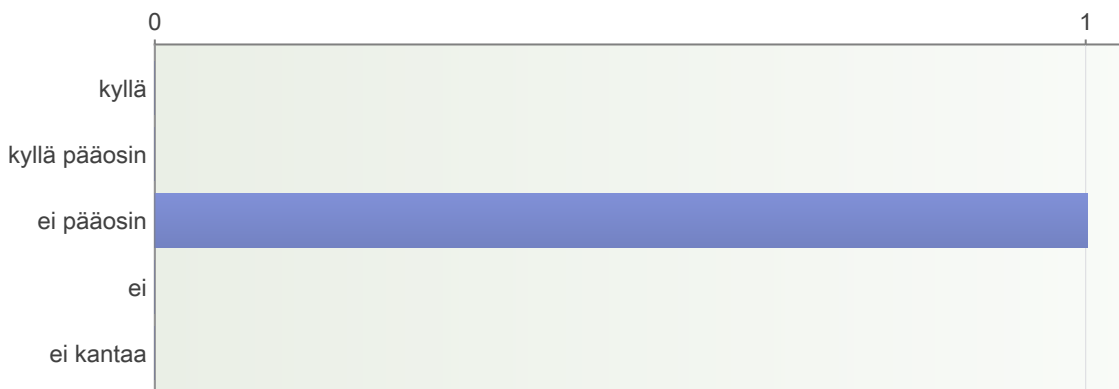 0 1
kyllä
kyllä pääosin
ei pääosin
ei
ei kantaa